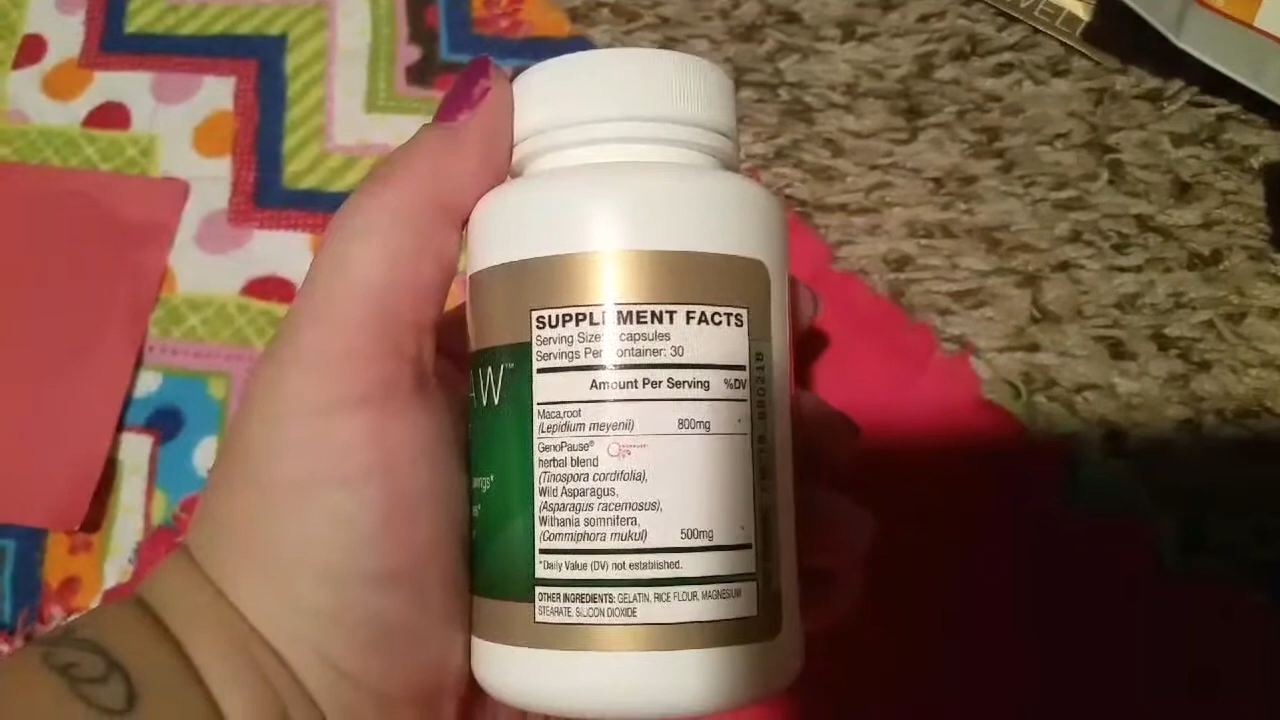 WELL
SUPPLEMENT FACTS
Serving Size: capsules
Servings Per Container: 30
Amount Per Serving %DV
Maca,root
(Lepidium meyenii) 800mg *
GenoPause®
herbal blend
(Tinospora cordifolia),
Wild Asparagus,
(Asparagus racemosus),
Withania somnifera,
(Commiphora mukul) 500mg *
*Daily Value (DV) not established.
OTHER INGREDIENTS: GELATIN, RICE FLOUR, MAGNESIUM
STEARATE, SILICON DIOXIDE
AW™